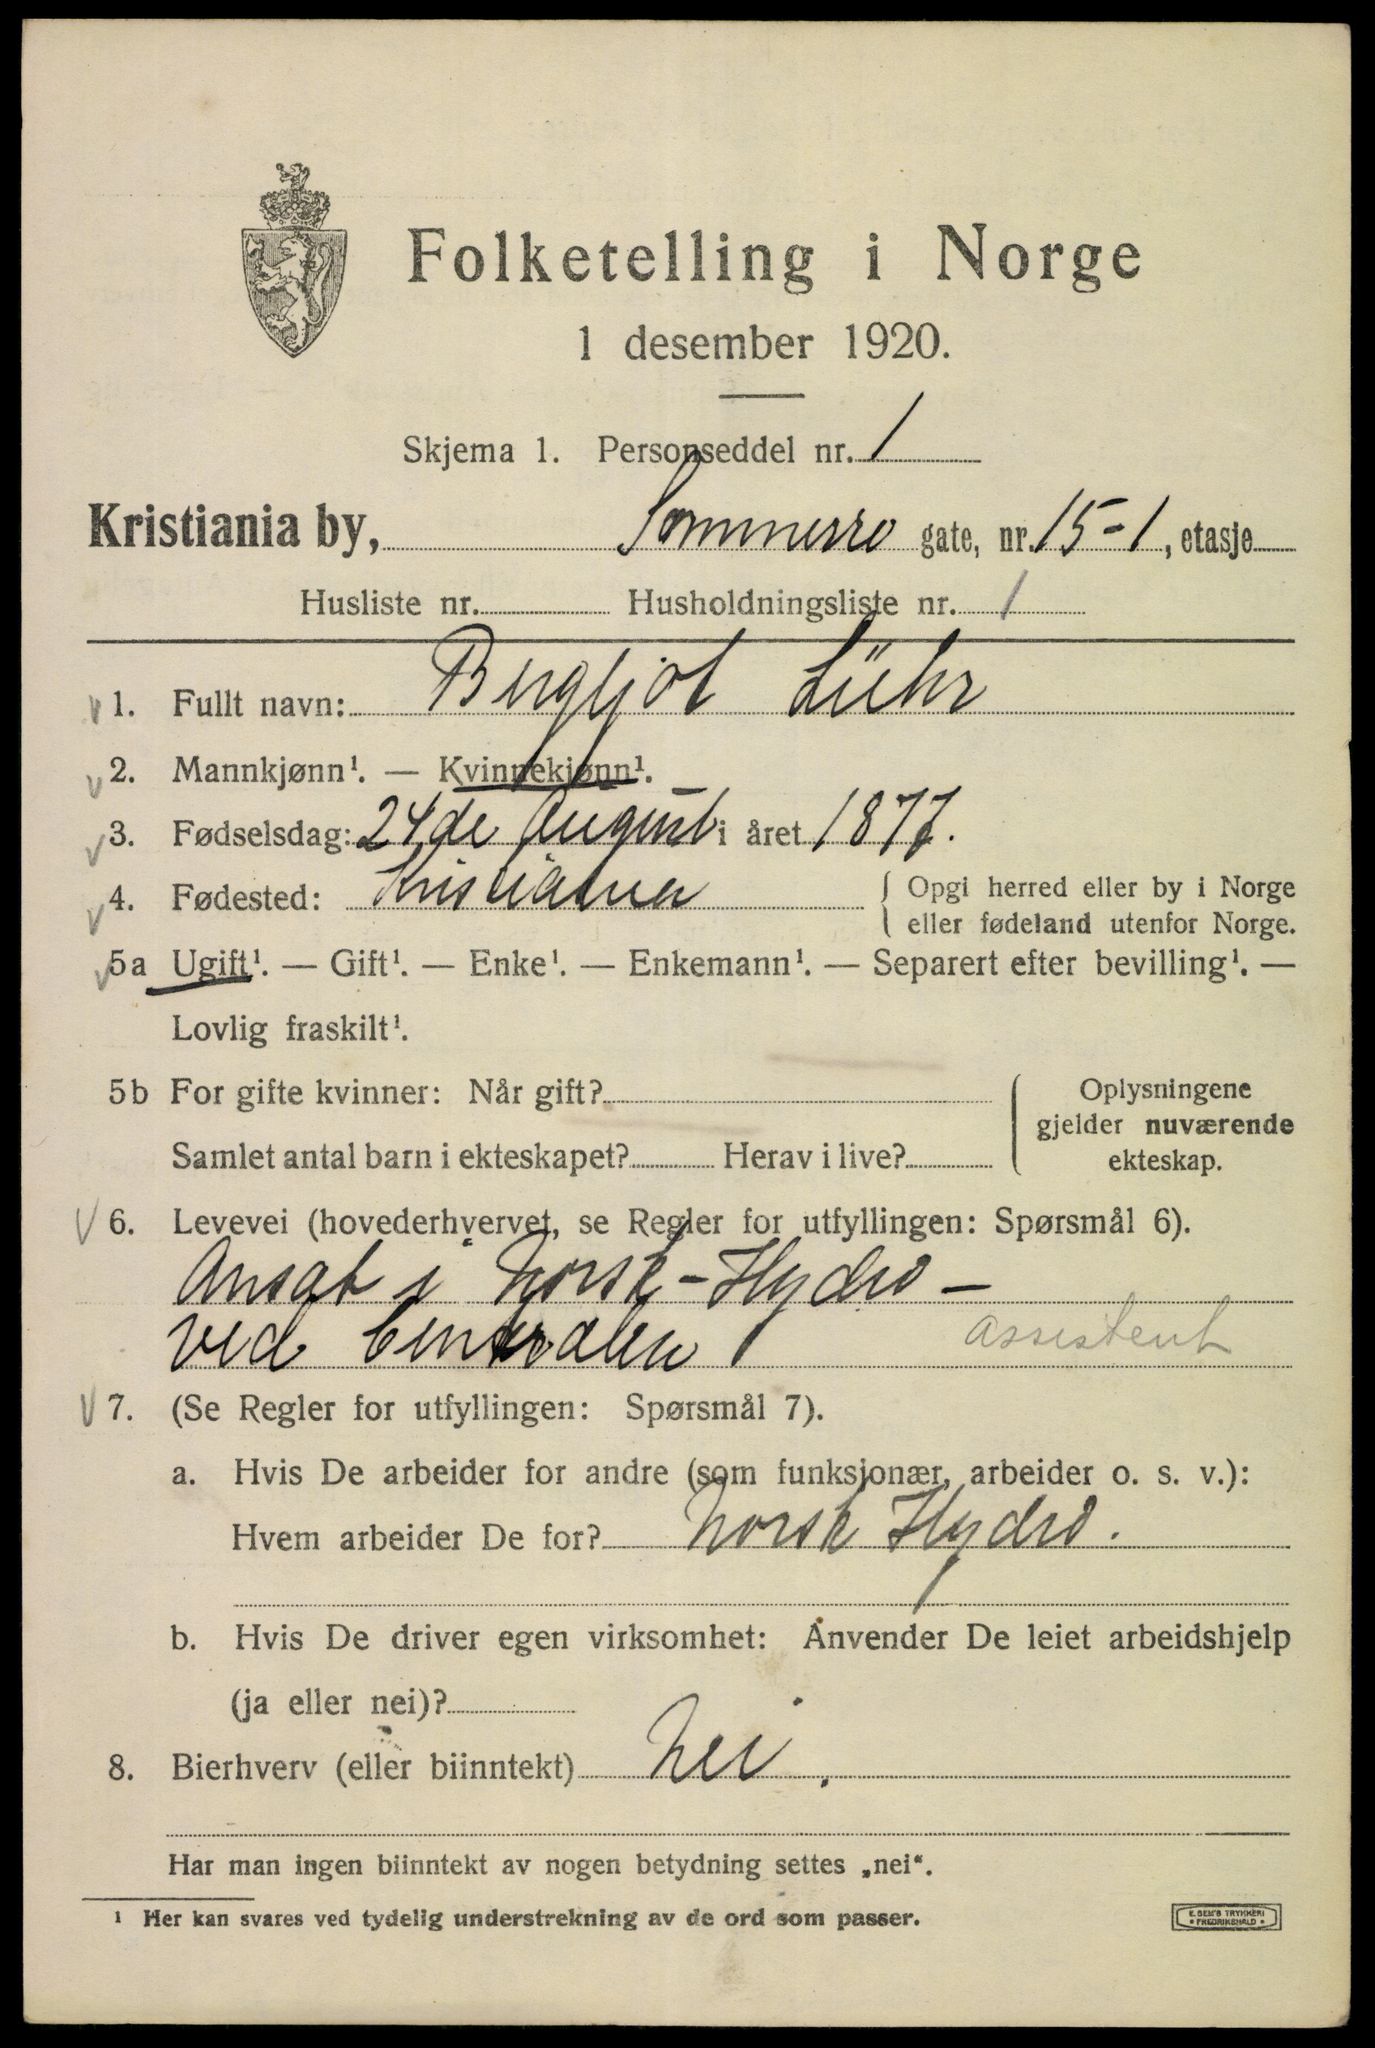 Folketelling i Norge
1 desember 1920.
Skjema 1. Personseddel nr. 1
Kristiania by, Sommerro gate, nr. 15-1, etasje
Husliste nr. Husholdningsliste nr. 1
v 1. Fullt navn: Bergljot Lühr
v 2. Mannkjønn¹. — Kvinnekjønn¹.
v 3. Fødselsdag: 24de August i året 1877.
v 4. Fødested: Kristiania { Opgi herred eller by i Norge
eller fødeland utenfor Norge.
v 5a Ugift¹. — Gift¹. — Enke¹. — Enkemann¹. — Separert efter bevilling¹. —
Lovlig fraskilt¹.
5b For gifte kvinner: Når gift? { Oplysningene
gjelder nuværende
Samlet antal barn i ekteskapet? Herav i live? ekteskap.
v 6. Levevei (hovederhvervet, se Regler for utfyllingen: Spørsmål 6).
Ansat i Norsk-Hydro —
ved Centralen assistent
v 7. (Se Regler for utfyllingen: Spørsmål 7).
a. Hvis De arbeider for andre (som funksjonær, arbeider o. s. v.):
Hvem arbeider De for? Norsk Hydro.
b. Hvis De driver egen virksomhet: Anvender De leiet arbeidshjelp
(ja eller nei)?
8. Bierhverv (eller biinntekt) Nei.
Har man ingen biinntekt av nogen betydning settes „nei“.
¹ Her kan svares ved tydelig understrekning av de ord som passer.
E. SEM'S TRYKKERI
• FREDRIKSHALD •